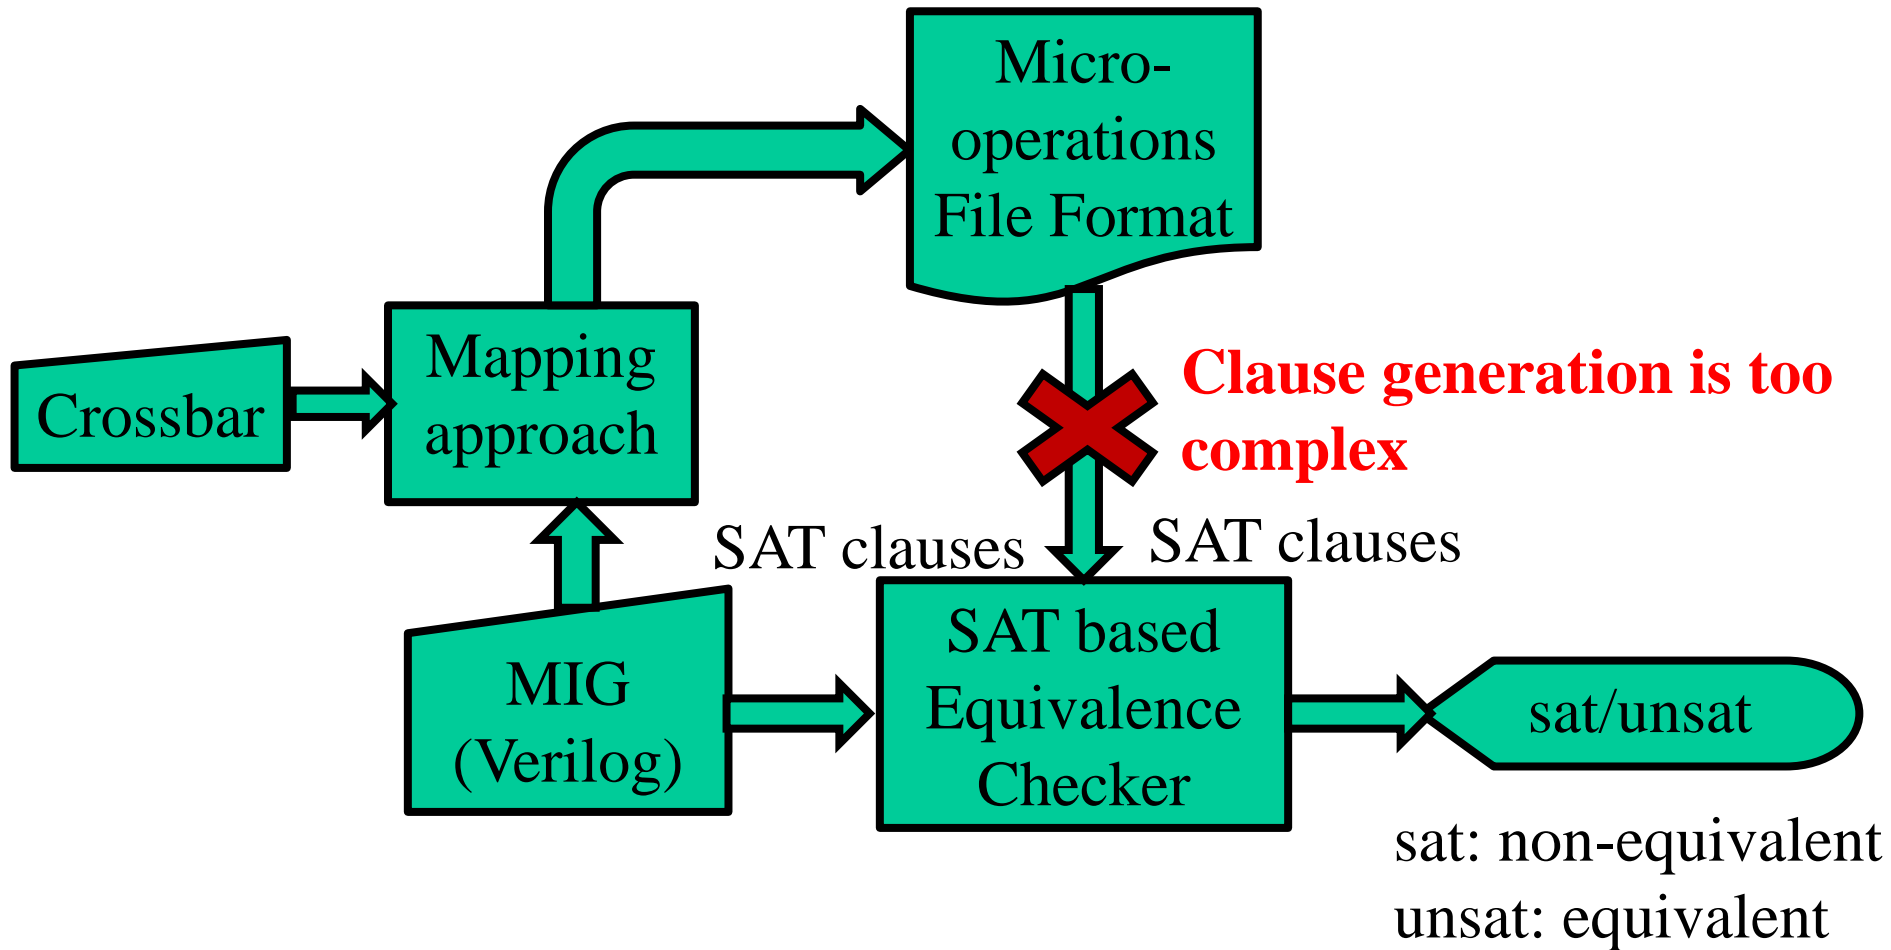 Micro-
operations
File Format
Mapping
approach
Crossbar
Clause generation is too
complex
SAT clauses
SAT clauses
MIG
(Verilog)
SAT based
Equivalence
Checker
sat/unsat
sat: non-equivalent
unsat: equivalent